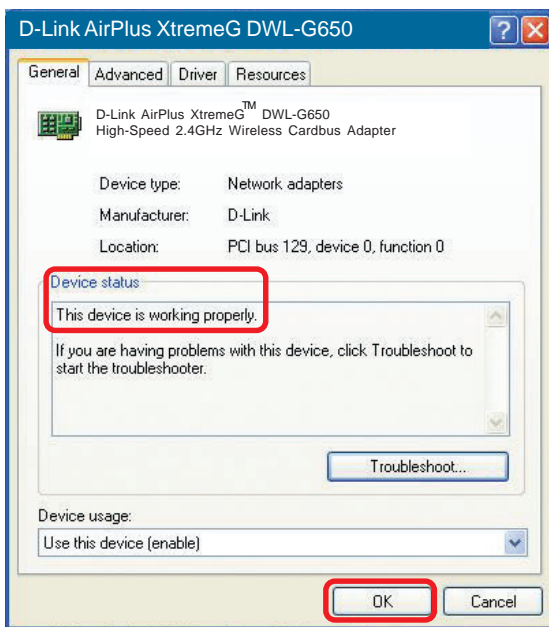 D-Link AirPlus XtremeG DWL-G650
General Advanced Driver Resources
D-Link AirPlus XtremeG™ DWL-G650
High-Speed 2.4GHz Wireless Cardbus Adapter
Device type: Network adapters
Manufacturer: D-Link
Location: PCI bus 129, device 0, function 0
Device status
This device is working properly.
If you are having problems with this device, click Troubleshoot to
start the troubleshooter.
Troubleshoot...
Device usage:
Use this device (enable)
OK Cancel